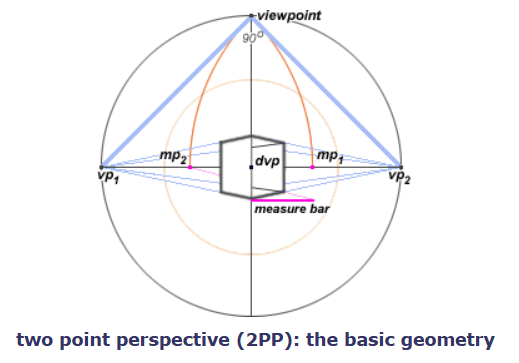 viewpoint
90°
mp2
dvp
mp1
vp1
vp2
measure bar
two point perspective (2PP): the basic geometry